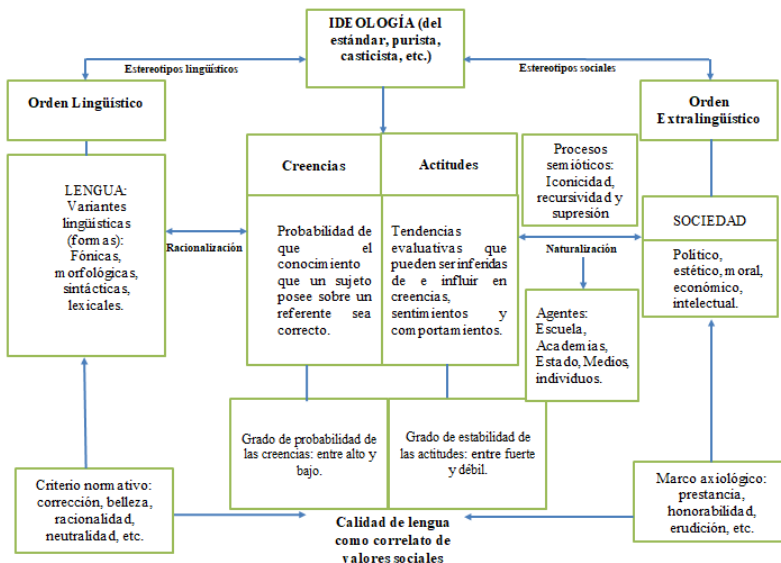 IDEOLOGÍA (del
estándar, purista,
casticista, etc.)
Estereotipos lingüísticos
Estereotipos sociales
Orden Lingüístico
Orden
Extralingüístico
Creencias
Actitudes
Procesos
semióticos:
Iconicidad,
recursividad y
supresión
LENGUA:
Variantes
lingüísticas
(formas):
Fónicas,
morfológicas,
sintácticas,
lexicales.
Racionalización
Probabilidad de
que el
conocimiento
que un sujeto
posee sobre un
referente sea
correcto.
Tendencias
evaluativas que
pueden ser inferidas
de e influir en
creencias,
sentimientos y
comportamientos.
Naturalización
SOCIEDAD
Político,
estético, moral,
económico,
intelectual.
Agentes:
Escuela,
Academias,
Estado, Medios,
individuos.
Grado de probabilidad de
las creencias: entre alto y
bajo.
Grado de estabilidad de
las actitudes: entre fuerte
y débil.
Criterio normativo:
corrección, belleza,
racionalidad,
neutralidad, etc.
Calidad de lengua
como correlato de
valores sociales
Marco axiológico:
prestancia,
honorabilidad,
erudición, etc.